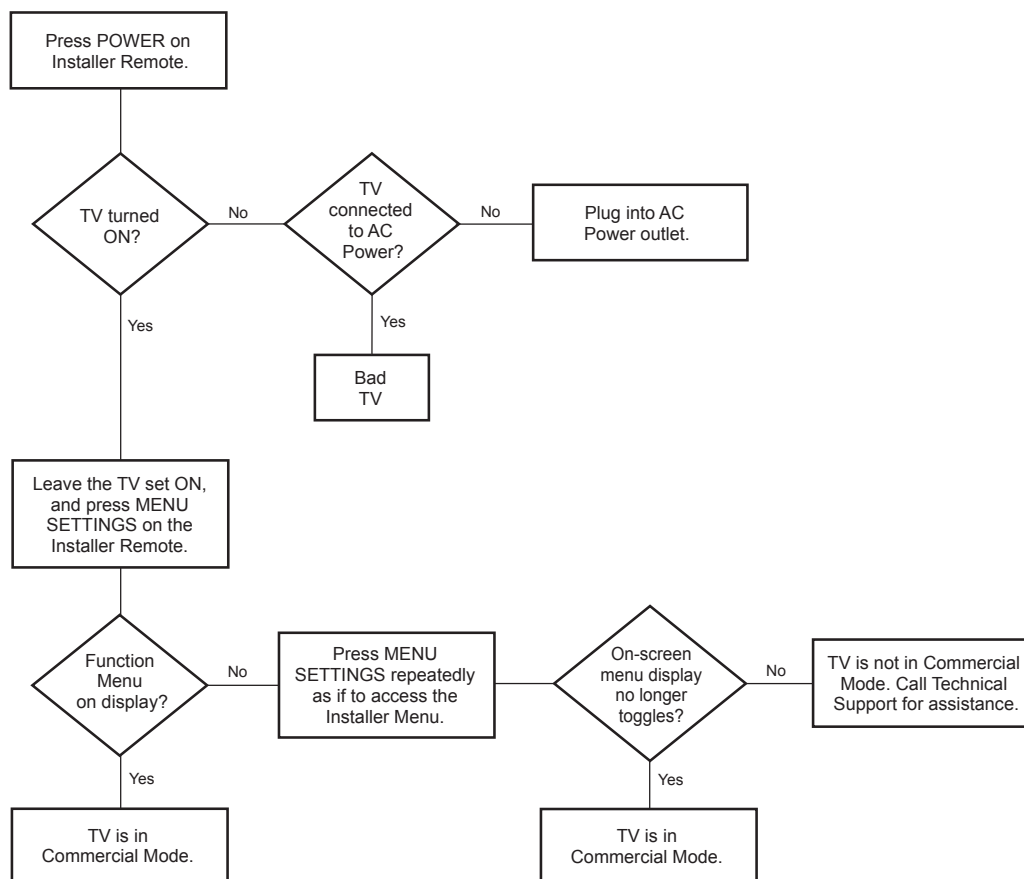 Press POWER on
Installer Remote.
TV turned
ON?
No
TV
connected
to AC
Power?
No
Plug into AC
Power outlet.
Yes
Yes
Bad
TV
Leave the TV set ON,
and press MENU
SETTINGS on the
Installer Remote.
Function
Menu
on display?
No
Press MENU
SETTINGS repeatedly
as if to access the
Installer Menu.
On-screen
menu display
no longer
toggles?
No
TV is not in Commercial
Mode. Call Technical
Support for assistance.
Yes
Yes
TV is in
Commercial Mode.
TV is in
Commercial Mode.